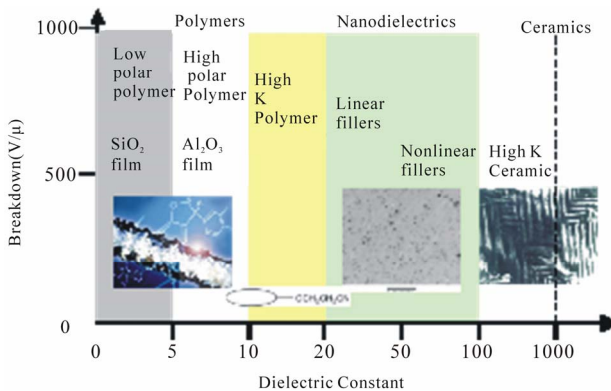 Polymers
Nanodielectrics
Ceramics
1000
Low
polar
polymer
High
polar
Polymer
High
K
Polymer
Linear
fillers
SiO₂
film
Al₂O₃
film
Nonlinear
fillers
High K
Ceramic
500
Breakdown(V/μ)
0
0 5 10 20 50 100 1000
Dielectric Constant